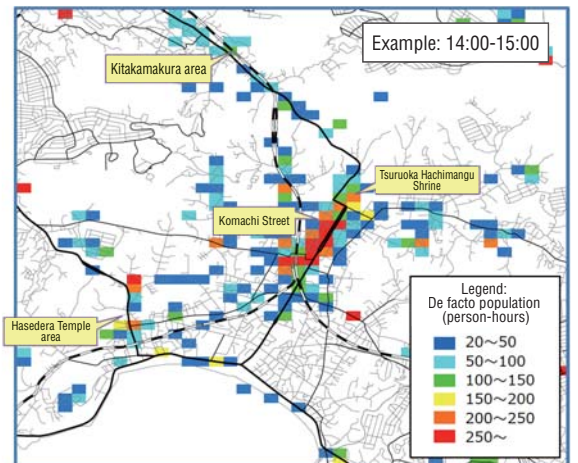 Example: 14:00-15:00
Kitakamakura area
Tsuruoka Hachimangu
Shrine
Komachi Street
Hasedera Temple
area
Legend:
De facto population
(person-hours)
20～50
50～100
100～150
150～200
200～250
250～